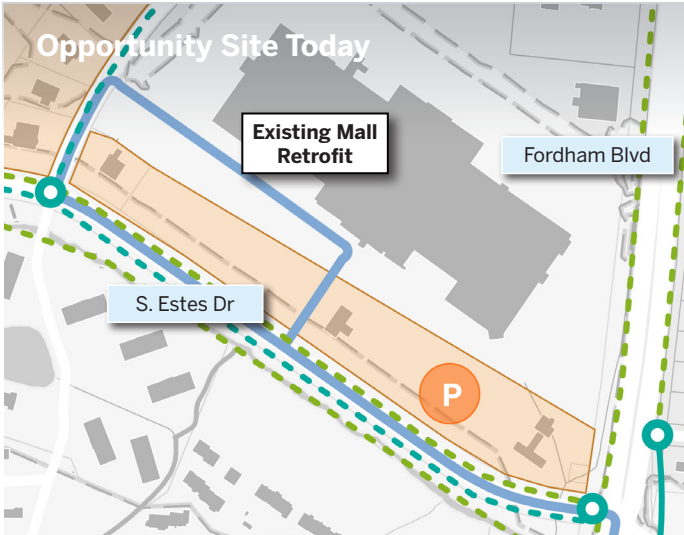 Opportunity Site Today
Existing Mall
Retrofit
Fordham Blvd
S. Estes Dr
P